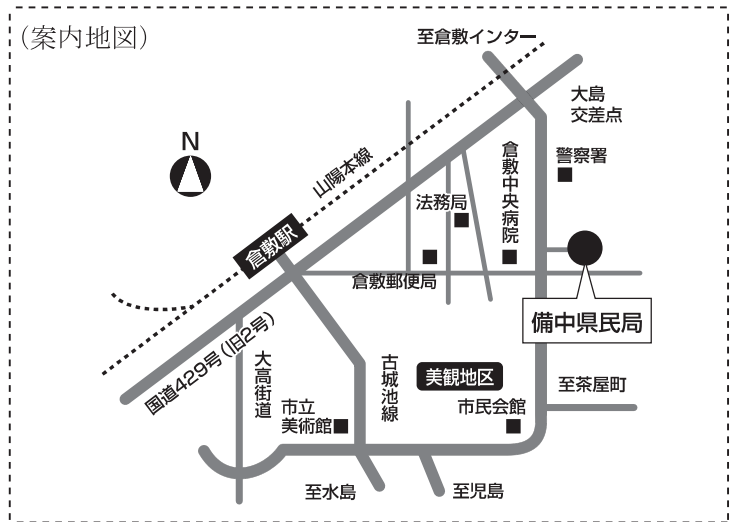 （案内地図）
至倉敷インター
大島
交差点
N
山陽本線
倉敷中央病院
警察署
法務局
倉敷駅
倉敷郵便局
備中県民局
国道429号（旧2号）
大高街道
古城池線
美観地区
至茶屋町
市立
美術館
市民会館
至水島
至児島